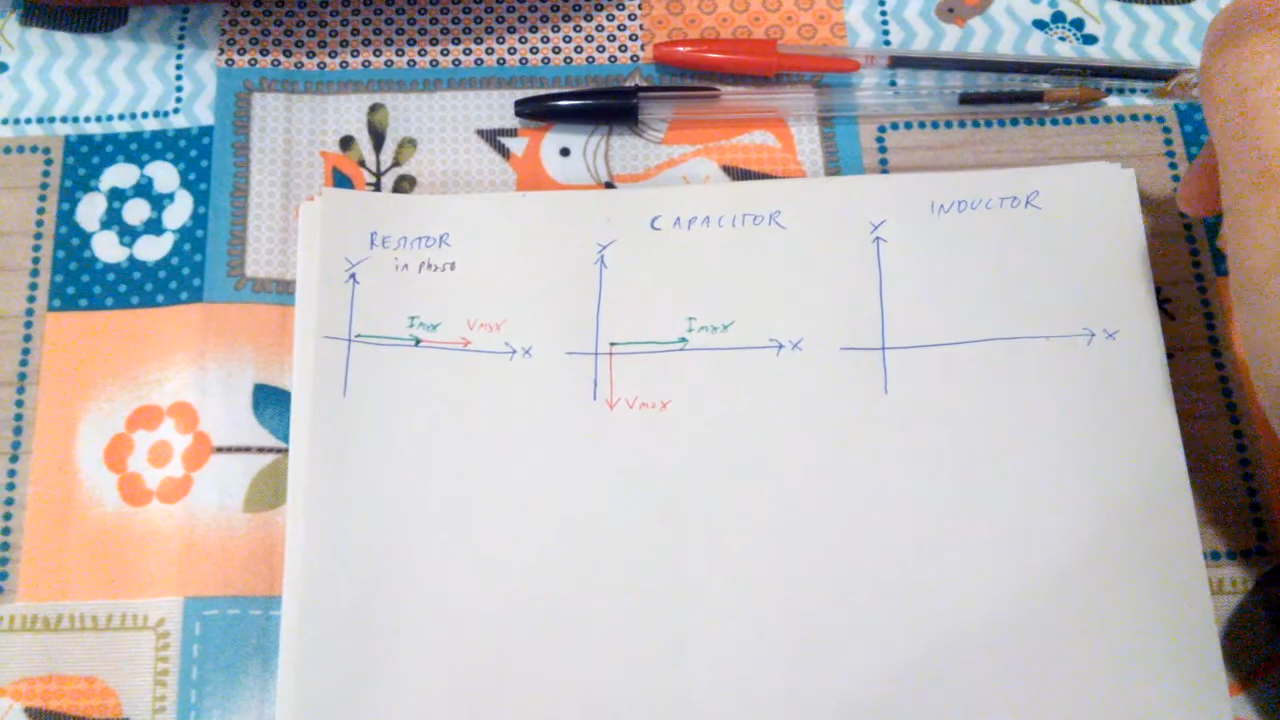 RESISTOR
in phase
Y
Imax
Vmax
X
CAPACITOR
Y
Imax
X
Vmax
INDUCTOR
Y
X